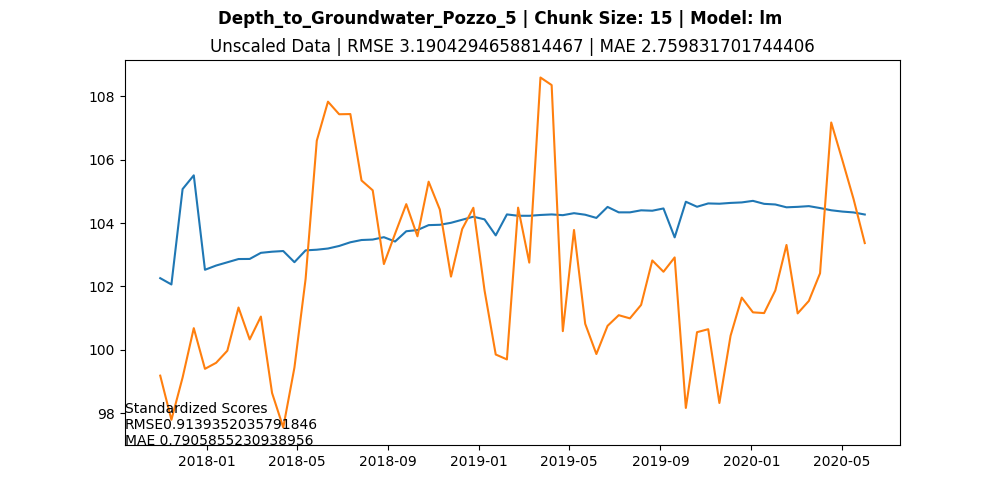 Depth_to_Groundwater_Pozzo_5 | Chunk Size: 15 | Model: lm
Unscaled Data | RMSE 3.1904294658814467 | MAE 2.759831701744406
108
106
104
102
100
98
Standardized Scores
RMSE0.9139352035791846
MAE 0.7905855230938956
2018-01 2018-05 2018-09 2019-01 2019-05 2019-09 2020-01 2020-05